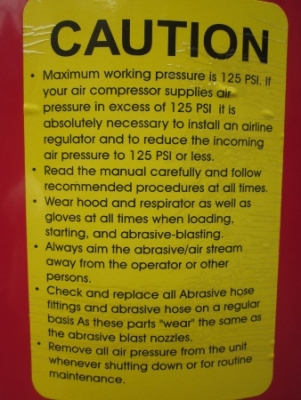 CAUTION
• Maximum working pressure is 125 PSI. If
your air compressor supplies air
pressure in excess of 125 PSI it is
absolutely necessary to install an airline
regulator and to reduce the incoming
air pressure to 125 PSI or less.
• Read the manual carefully and follow
recommended procedures at all times.
• Wear hood and respirator as well as
gloves at all times when loading,
starting, and abrasive-blasting.
• Always aim the abrasive/air stream
away from the operator or other
persons.
• Check and replace all Abrasive hose
fittings and abrasive hose on a regular
basis As these parts "wear" the same as
the abrasive blast nozzles.
• Remove all air pressure from the unit
whenever shutting down or for routine
maintenance.